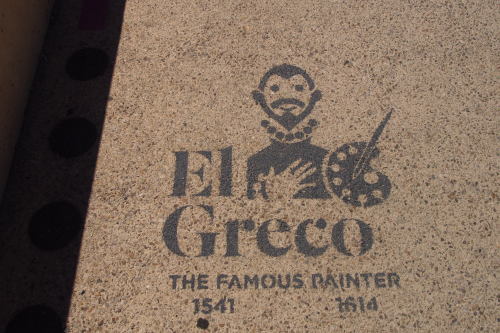 El
Greco
THE FAMOUS PAINTER
1541 1614